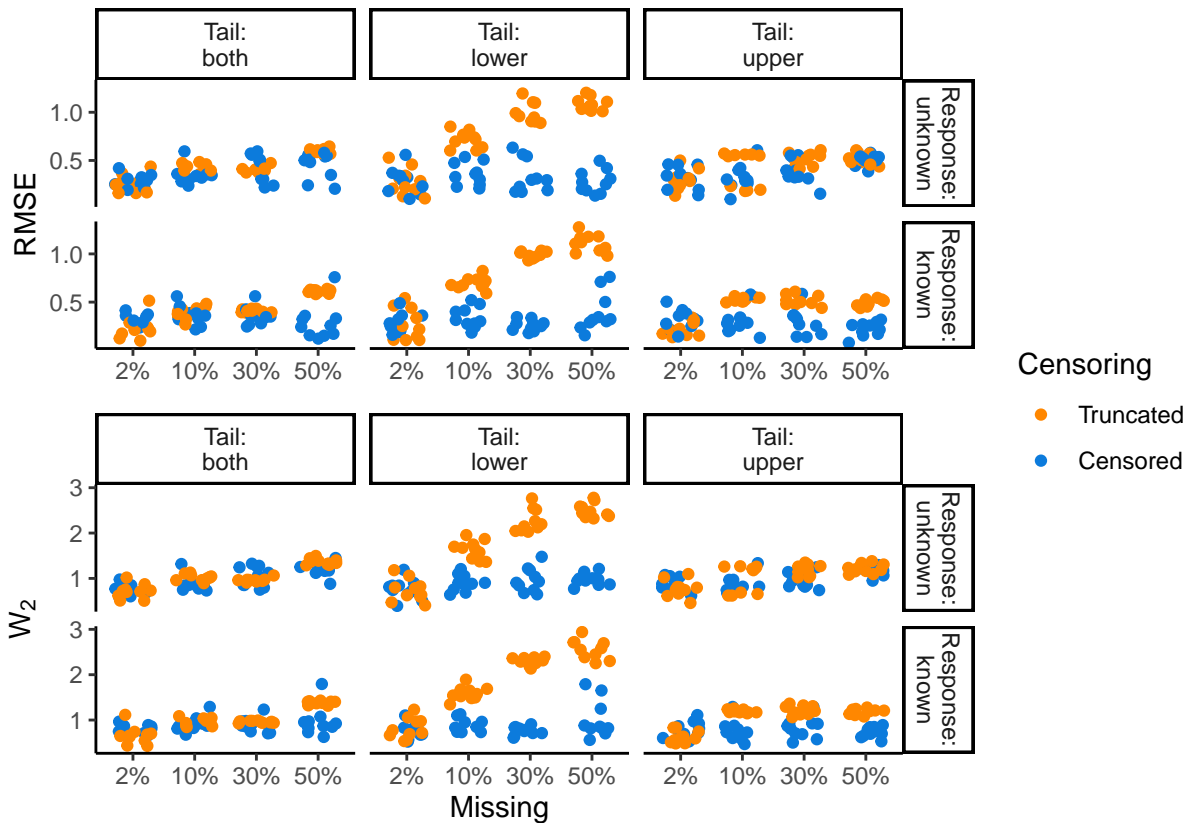 Tail:
both
Tail:
lower
Tail:
upper
RMSE
1.0
0.5
Response:
unknown
1.0
0.5
Response:
known
2%
10%
30%
50%
2%
10%
30%
50%
2%
10%
30%
50%
Censoring
Truncated
Censored
Tail:
both
Tail:
lower
Tail:
upper
W2
3
2
1
Response:
unknown
3
2
1
Response:
known
2%
10%
30%
50%
2%
10%
30%
50%
2%
10%
30%
50%
Missing